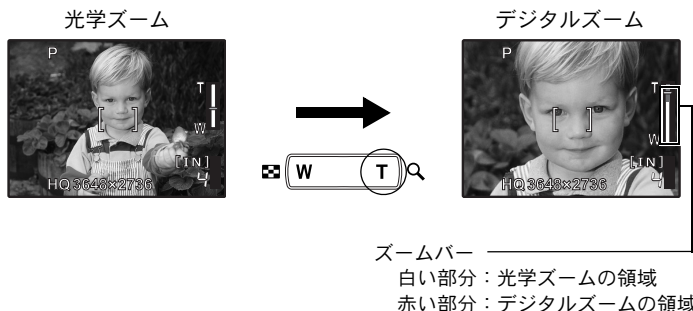 光学ズーム
デジタルズーム
P
T
W
[IN]
HQ 3648×2736 4
P
T
W
[IN]
HQ 3648×2736 4
W T
ズームバー
白い部分：光学ズームの領域
赤い部分：デジタルズームの領域